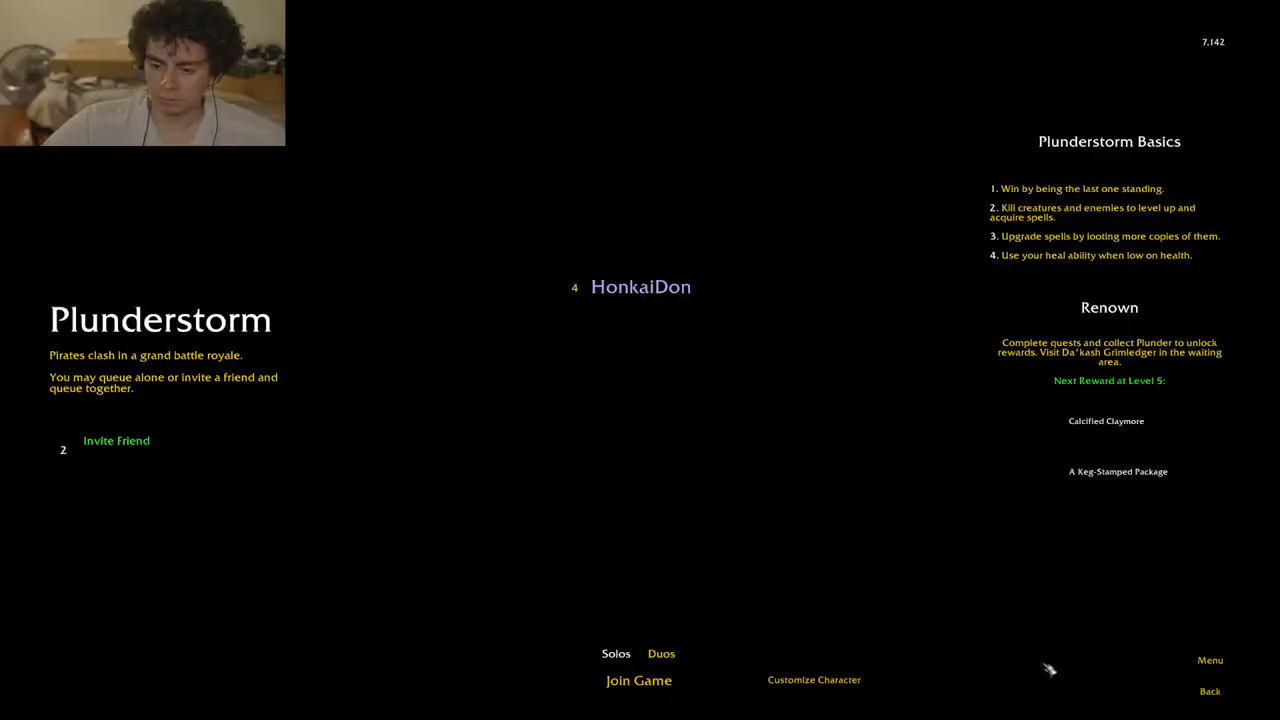 7,142
Plunderstorm Basics
1. Win by being the last one standing.
2. Kill creatures and enemies to level up and
acquire spells.
3. Upgrade spells by looting more copies of them.
4. Use your heal ability when low on health.
4 HonkaiDon
Renown
Plunderstorm
Complete quests and collect Plunder to unlock
rewards. Visit Da'kash Grimledger in the waiting
area.
Pirates clash in a grand battle royale.
You may queue alone or invite a friend and
queue together.
Next Reward at Level 5:
Calcified Claymore
Invite Friend
2
A Keg-Stamped Package
Solos Duos
Join Game
Customize Character
Menu
Back